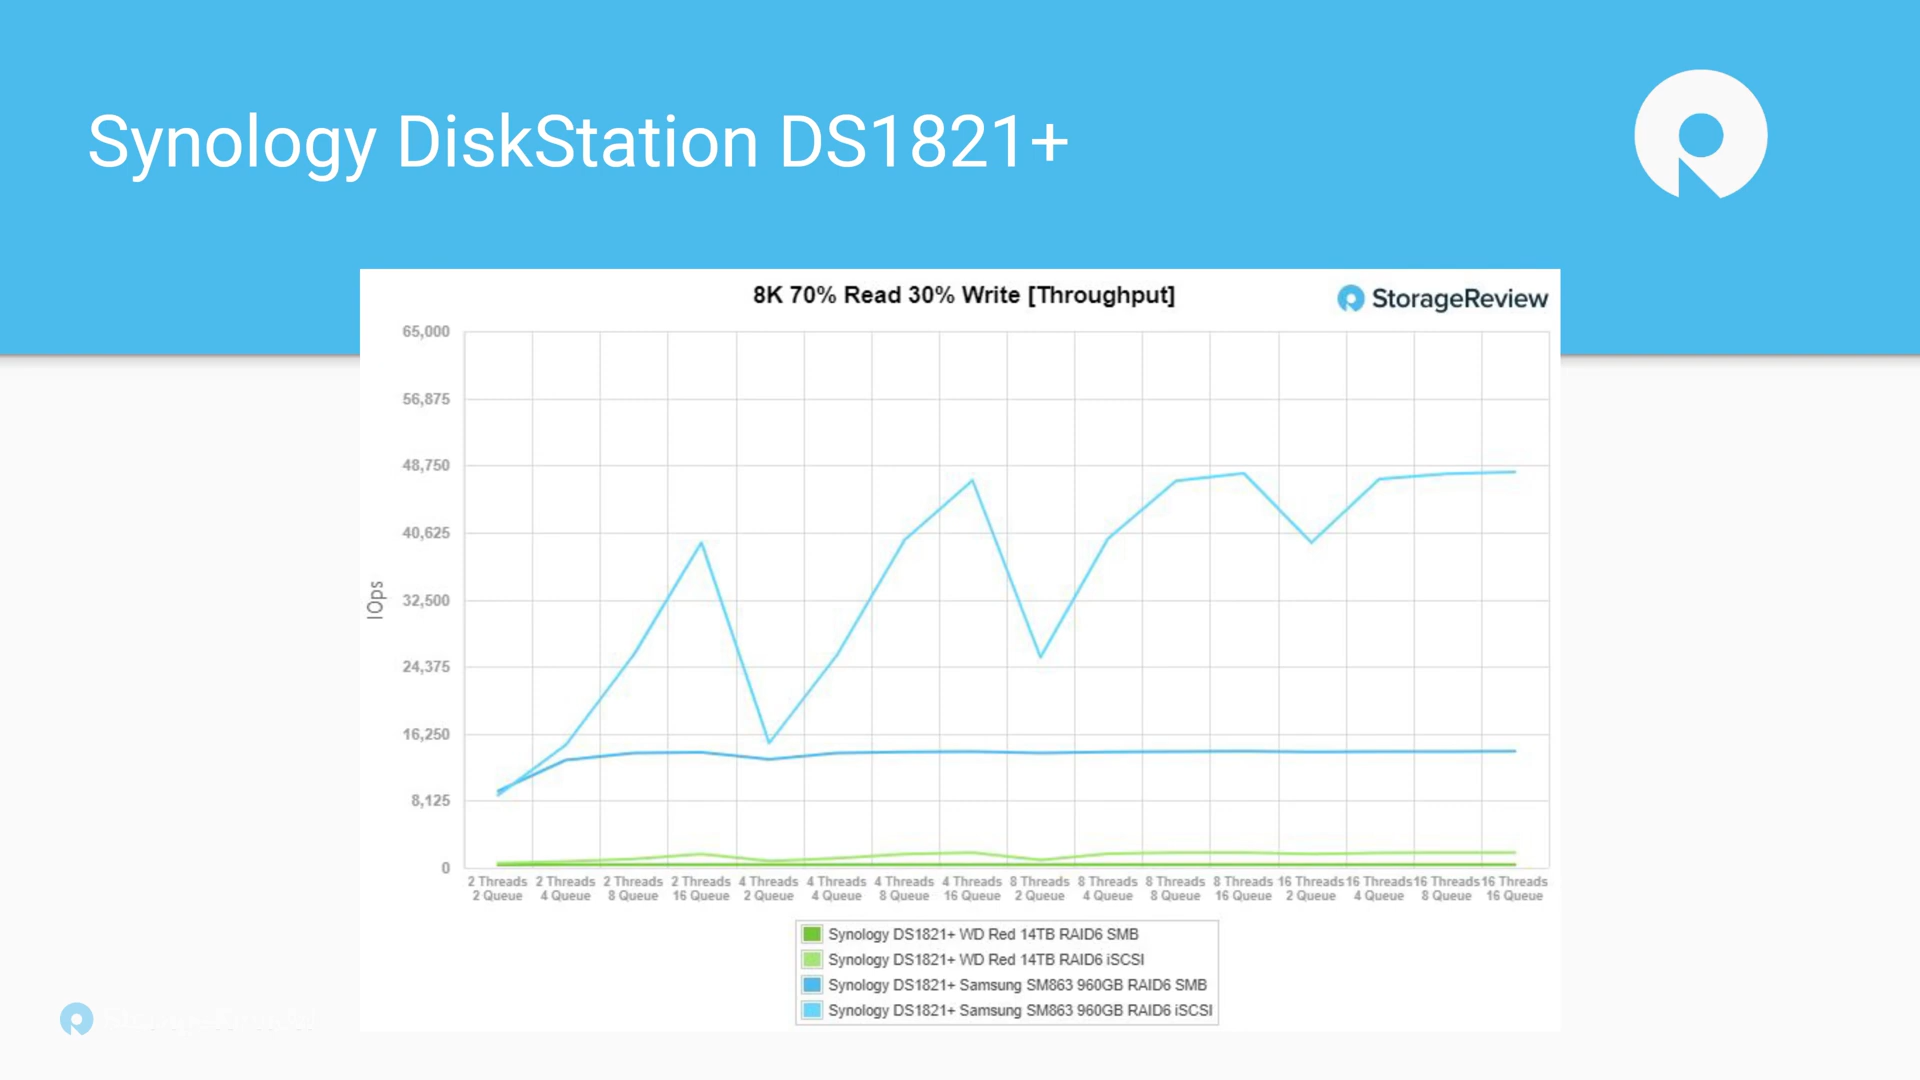 Synology DiskStation DS1821+
8K 70% Read 30% Write [Throughput]
StorageReview
65,000
56,875
48,750
40,625
32,500
24,375
16,250
8,125
0
IOps
2 Threads 2 Threads 2 Threads 2 Threads 4 Threads 4 Threads 4 Threads 4 Threads 8 Threads 8 Threads 8 Threads 8 Threads 16 Threads 16 Threads 16 Threads 16 Threads
2 Queue 4 Queue 8 Queue 16 Queue 2 Queue 4 Queue 8 Queue 16 Queue 2 Queue 4 Queue 8 Queue 16 Queue 2 Queue 4 Queue 8 Queue 16 Queue
Synology DS1821+ WD Red 14TB RAID6 SMB
Synology DS1821+ WD Red 14TB RAID6 iSCSI
Synology DS1821+ Samsung SM863 960GB RAID6 SMB
Synology DS1821+ Samsung SM863 960GB RAID6 iSCSI